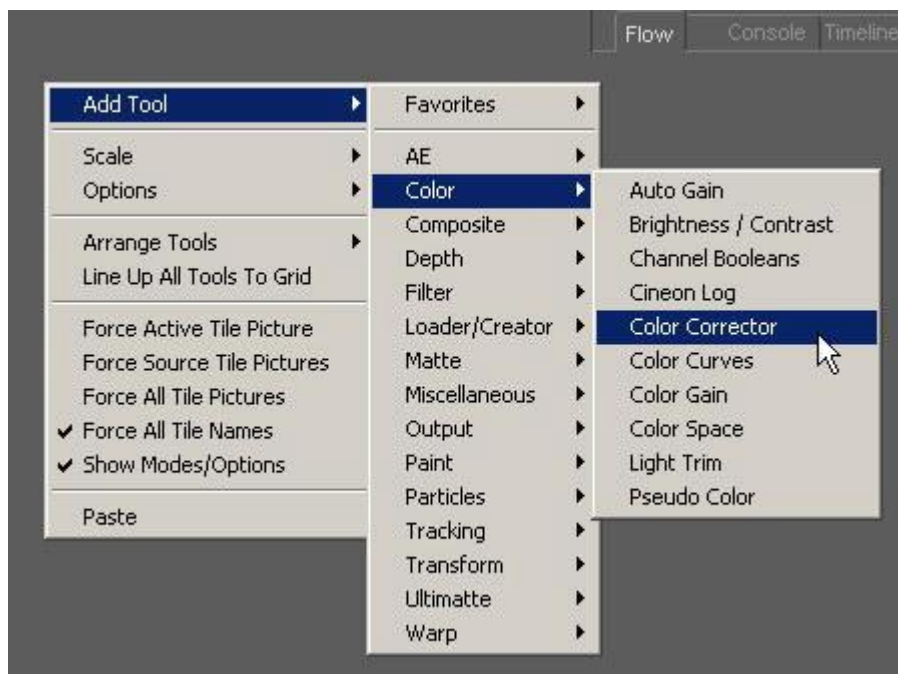 Flow Console Timeline
Add Tool
Scale
Options
Arrange Tools
Line Up All Tools To Grid
Force Active Tile Picture
Force Source Tile Pictures
Force All Tile Pictures
Force All Tile Names
Show Modes/Options
Paste
Favorites
AE
Color
Composite
Depth
Filter
Loader/Creator
Matte
Miscellaneous
Output
Paint
Particles
Tracking
Transform
Ultimatte
Warp
Auto Gain
Brightness / Contrast
Channel Booleans
Cineon Log
Color Corrector
Color Curves
Color Gain
Color Space
Light Trim
Pseudo Color